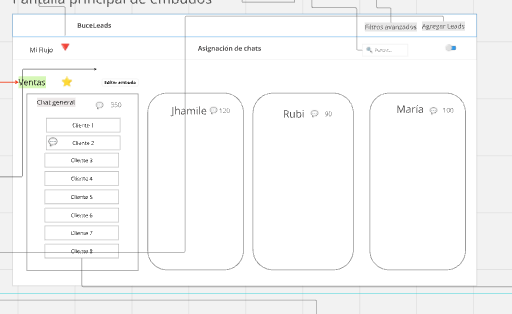 Pantalla principal de embudos
BuceLeads
Filtros avanzados
Agregar Leads
Mi Flujo
Asignación de chats
Ventas
Editar entrada
Chat general
350
Jhamile
120
Rubi
90
María
100
Cliente 1
Cliente 2
Cliente 3
Cliente 4
Cliente 5
Cliente 6
Cliente 7
Cliente 8